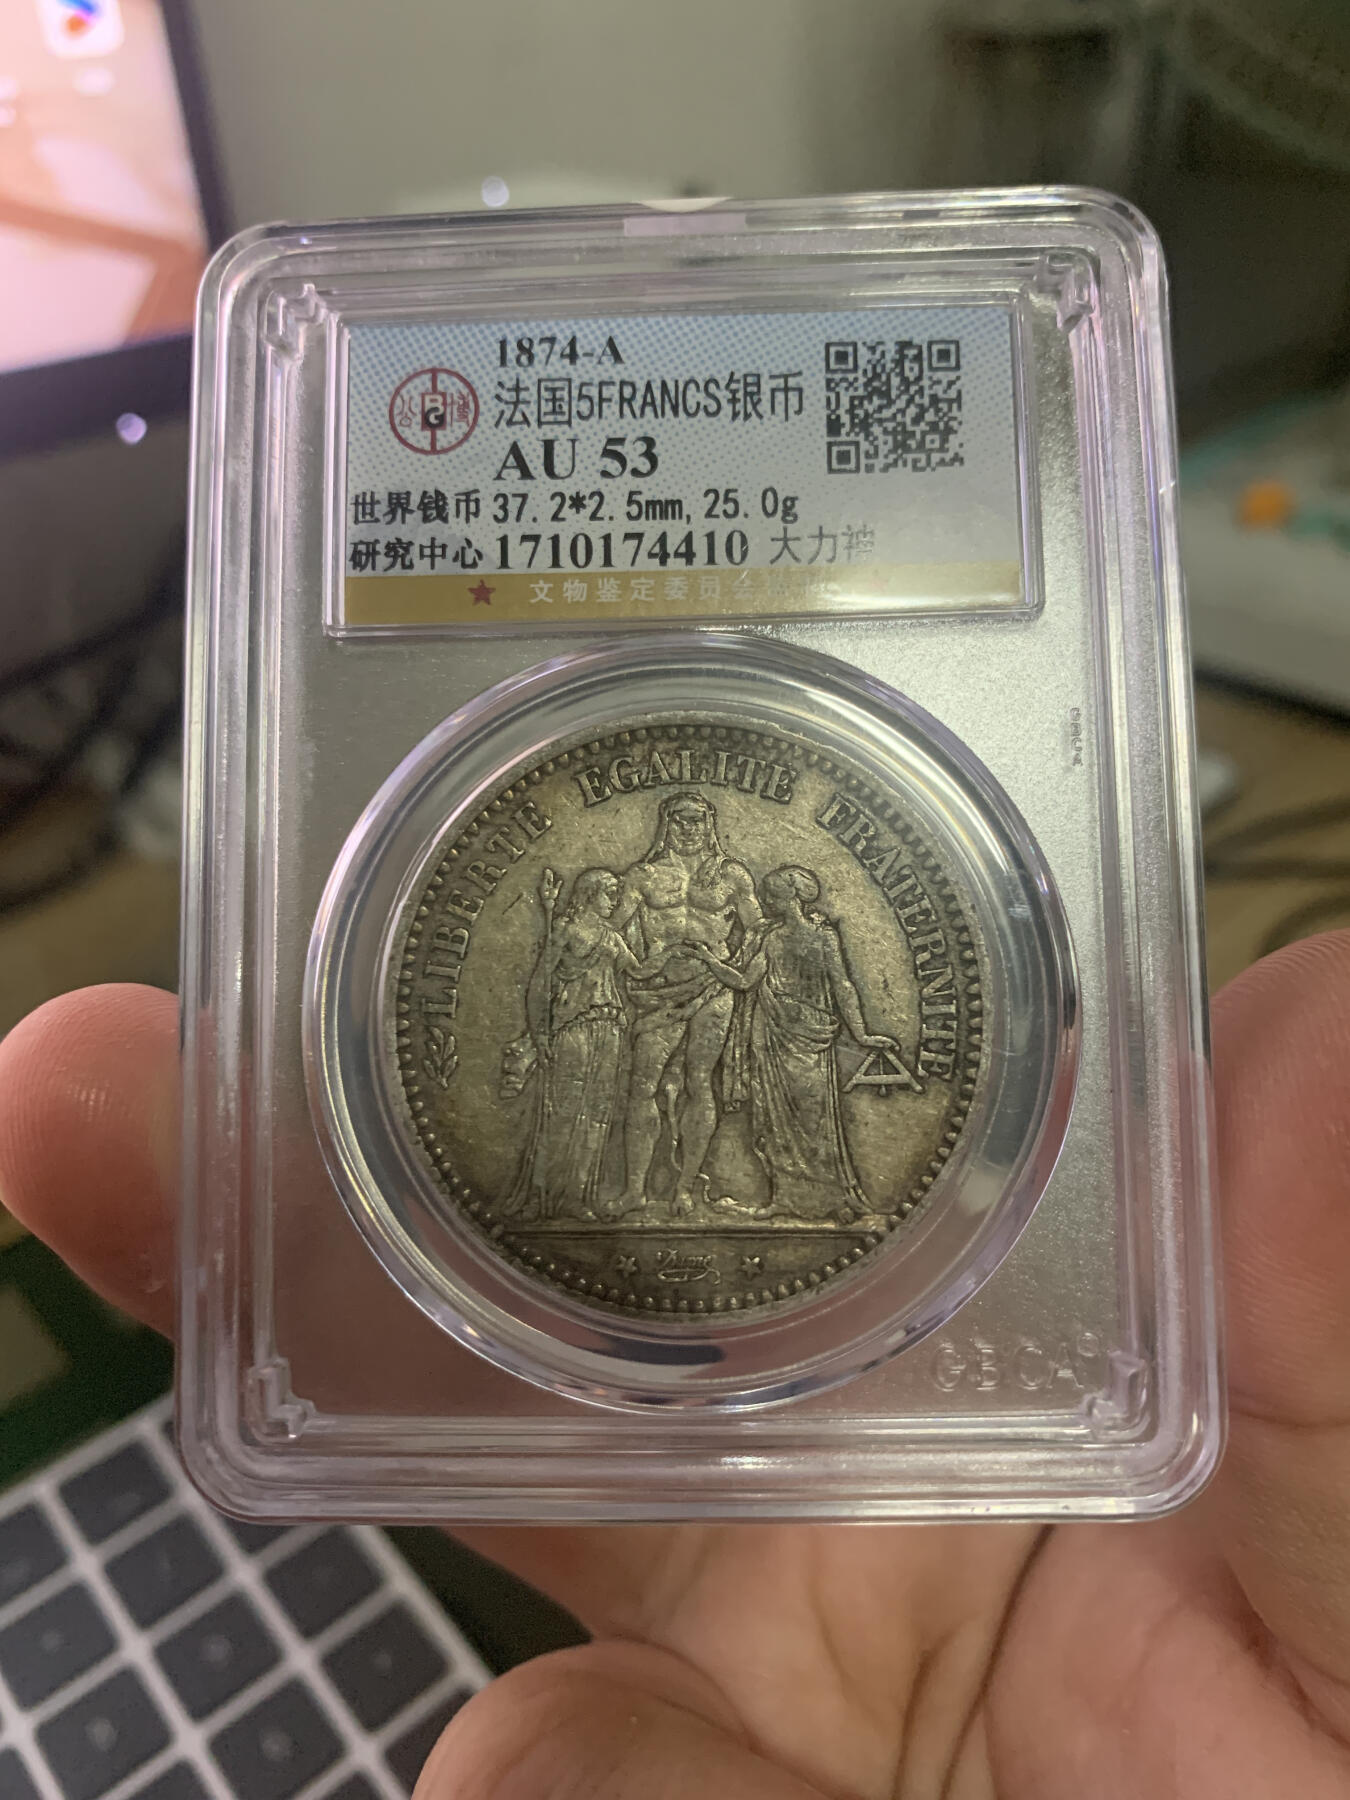 1874-A
法国5FRANCS银币
AU 53
世界钱币 37.2*2.5mm,25.0g
研究中心 1710174410 大力神
公 G 博
★ 文物鉴定委员会
LIBERTE EGALITE FRATERNITE
GBCA